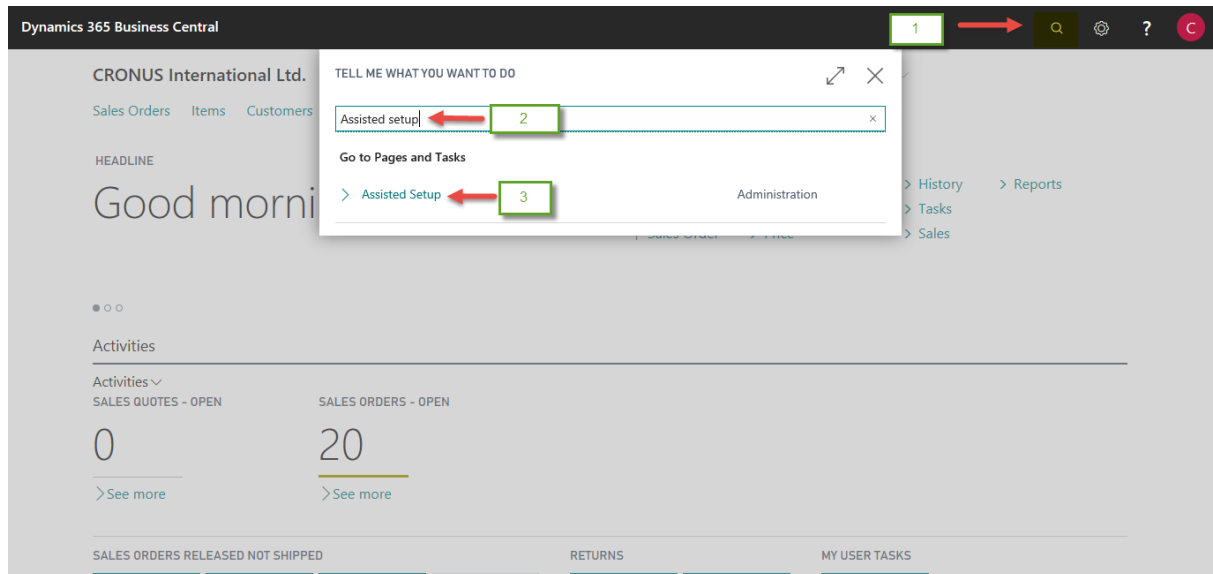 Dynamics 365 Business Central
1
?
C
CRONUS International Ltd.
Sales Orders Items Customers
TELL ME WHAT YOU WANT TO DO
Assisted setup
2
Go to Pages and Tasks
Assisted Setup
3
Administration
HEADLINE
Good morni
> History > Reports
> Tasks
> Sales
Activities
Activities
SALES QUOTES - OPEN SALES ORDERS - OPEN
0 20
>See more >See more
SALES ORDERS RELEASED NOT SHIPPED RETURNS MY USER TASKS